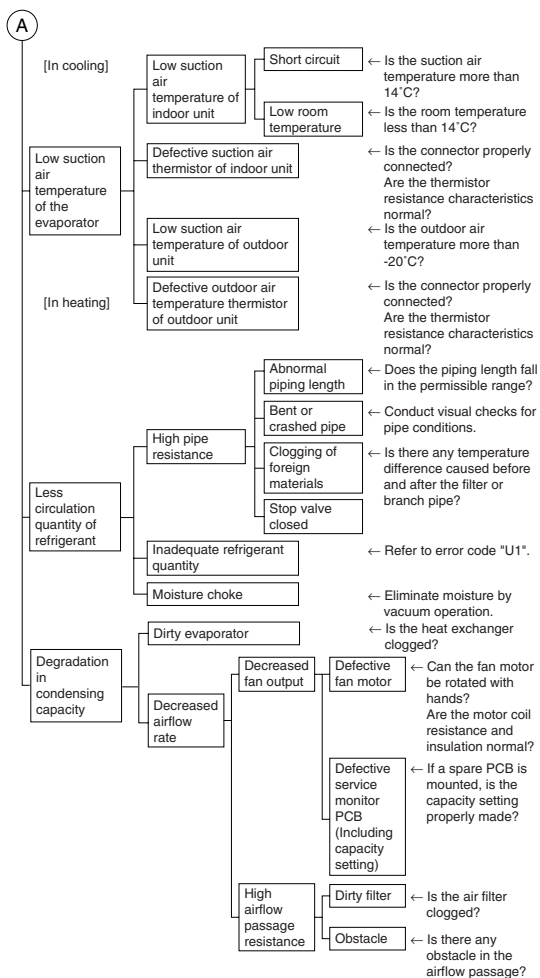 A
[In cooling]
Low suction
air
temperature of
indoor unit
Short circuit
← Is the suction air
temperature more than
14˚C?
Low room
temperature
← Is the room temperature
less than 14˚C?
Low suction
air
temperature
of the
evaporator
Defective suction air
thermistor of indoor unit
← Is the connector properly
connected?
Are the thermistor
resistance characteristics
normal?
Low suction air
temperature of outdoor
unit
← Is the outdoor air
temperature more than
-20˚C?
[In heating]
Defective outdoor air
temperature thermistor
of outdoor unit
← Is the connector properly
connected?
Are the thermistor
resistance characteristics
normal?
Less
circulation
quantity of
refrigerant
High pipe
resistance
Abnormal
piping length
← Does the piping length fall
in the permissible range?
Bent or
crashed pipe
← Conduct visual checks for
pipe conditions.
Clogging of
foreign
materials
← Is there any temperature
difference caused before
and after the filter or
branch pipe?
Stop valve
closed
Inadequate refrigerant
quantity
← Refer to error code "U1".
Moisture choke
← Eliminate moisture by
vacuum operation.
Degradation
in
condensing
capacity
Dirty evaporator
← Is the heat exchanger
clogged?
Decreased
airflow
rate
Decreased
fan output
Defective
fan motor
← Can the fan motor
be rotated with
hands?
Are the motor coil
resistance and
insulation normal?
Defective
service
monitor
PCB
(Including
capacity
setting)
← If a spare PCB is
mounted, is the
capacity setting
properly made?
High
airflow
passage
resistance
Dirty filter
← Is the air filter
clogged?
Obstacle
← Is there any
obstacle in the
airflow passage?